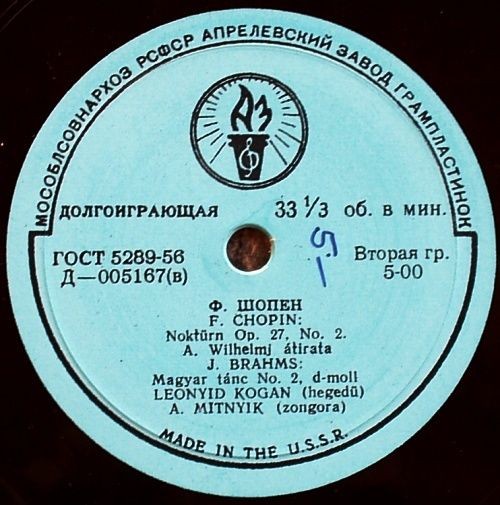 МОСОБЛСОВНАРХОЗ РСФСР АПРЕЛЕВСКИЙ ЗАВОД ГРАМПЛАСТИНОК
АЗ
ДОЛГОИГРАЮЩАЯ 33 1/3 об. в мин.
ГОСТ 5289-56
Д—005167(в)
5-
Вторая гр.
5-00
Ф. ШОПЕН
F. CHOPIN:
Noktürn Op. 27, No. 2.
A. Wilhelmj átirata
J. BRAHMS:
Magyar tánc No. 2, d-moll
LEONYID KOGAN (hegedű)
A. MITNYIK (zongora)
MADE IN THE U.S.S.R.